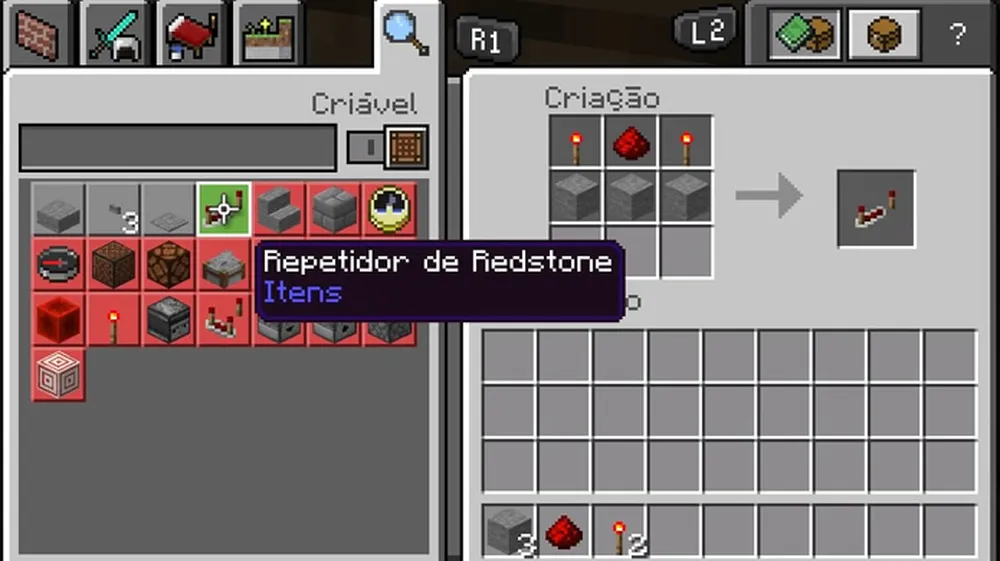 R1
L2
?
Criável
Criação
3
Repetidor de Redstone
Itens
o
3
2